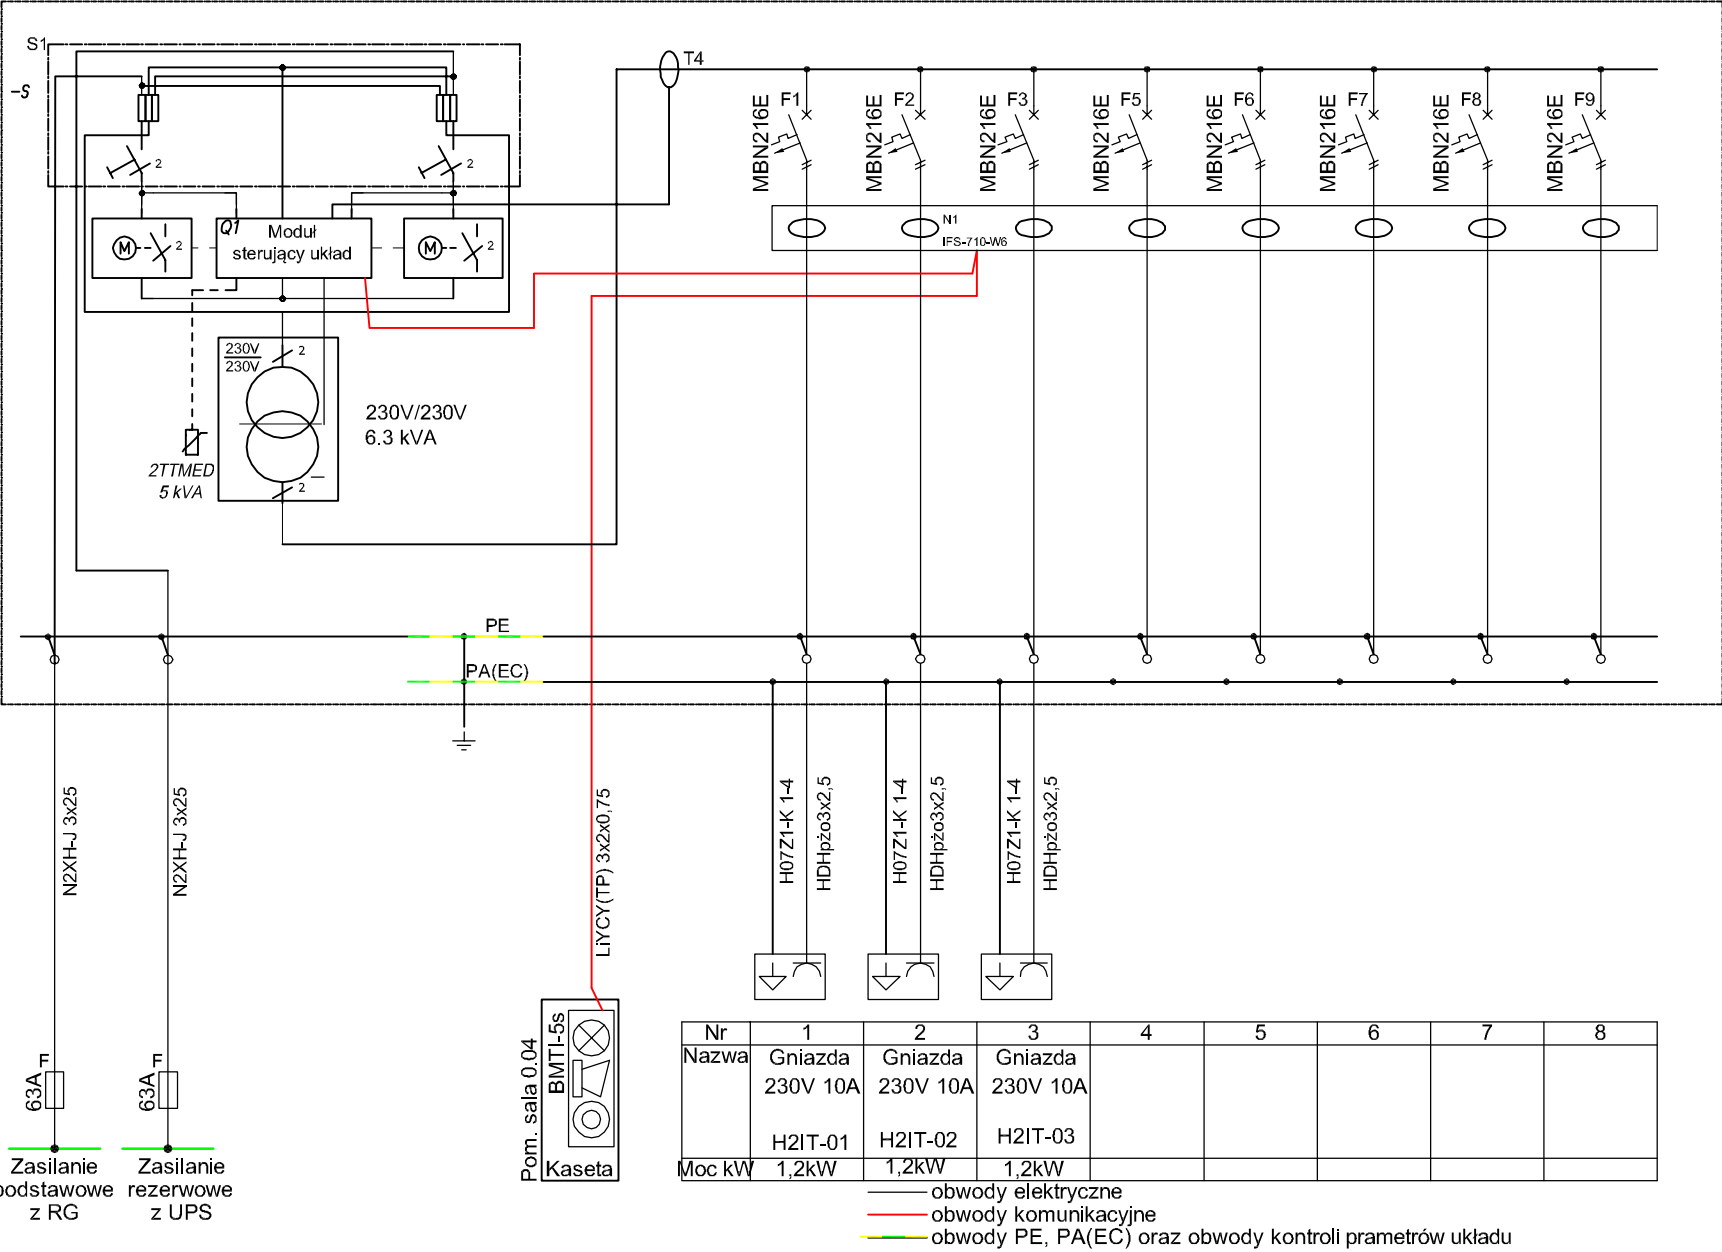 S1
-S
T4
2
2
F1
MBN216E
F2
MBN216E
F3
MBN216E
F5
MBN216E
F6
MBN216E
F7
MBN216E
F8
MBN216E
F9
MBN216E
Q1
Moduł
sterujący układ
M
2
M
2
N1
IFS-710-W6
230V
230V
2
2
230V/230V
6.3 kVA
2TTMED
5 kVA
PE
PA(EC)
N2XH-J 3x25
N2XH-J 3x25
LiYCY(TP) 3x2x0,75
H07Z1-K 1-4
HDHpżo3x2,5
H07Z1-K 1-4
HDHpżo3x2,5
H07Z1-K 1-4
HDHpżo3x2,5
F
63A
F
63A
Zasilanie
podstawowe
z RG
Zasilanie
rezerwowe
z UPS
Pom. sala 0.04
BMTI-5s
Kaseta
Nr 1 2 3 4 5 6 7 8
Nazwa Gniazda Gniazda Gniazda
230V 10A 230V 10A 230V 10A
H2IT-01 H2IT-02 H2IT-03
Moc kW 1,2kW 1,2kW 1,2kW
obwody elektryczne
obwody komunikacyjne
obwody PE, PA(EC) oraz obwody kontroli prametrów układu